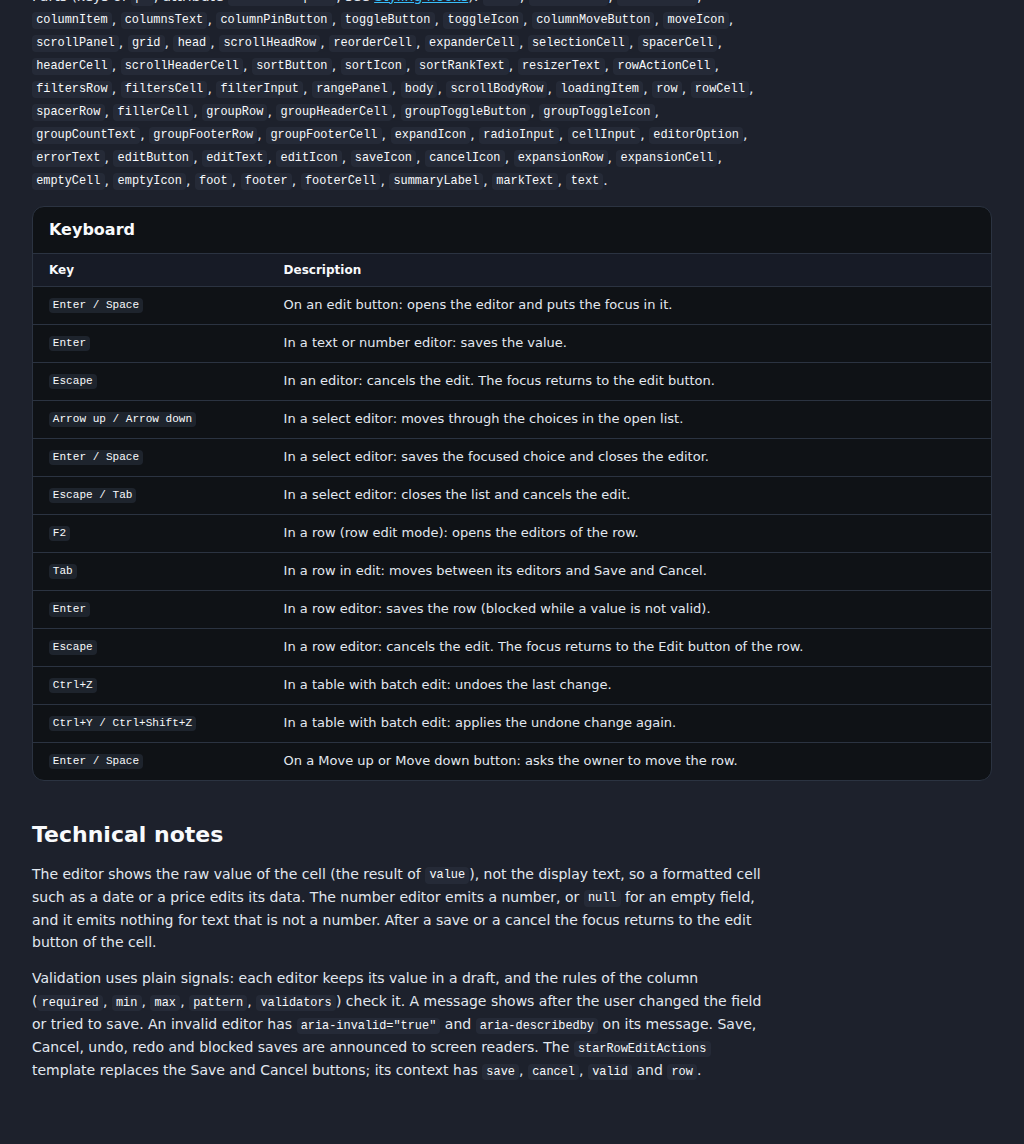 columnItem, columnsText, columnPinButton, toggleButton, toggleIcon, columnMoveButton, moveIcon,
scrollPanel, grid, head, scrollHeadRow, reorderCell, expanderCell, selectionCell, spacerCell,
headerCell, scrollHeaderCell, sortButton, sortIcon, sortRankText, resizerText, rowActionCell,
filtersRow, filtersCell, filterInput, rangePanel, body, scrollBodyRow, loadingItem, row, rowCell,
spacerRow, fillerCell, groupRow, groupHeaderCell, groupToggleButton, groupToggleIcon,
groupCountText, groupFooterRow, groupFooterCell, expandIcon, radioInput, cellInput, editorOption,
errorText, editButton, editText, editIcon, saveIcon, cancelIcon, expansionRow, expansionCell,
emptyCell, emptyIcon, foot, footer, footerCell, summaryLabel, markText, text.
Keyboard
Key Description
Enter / Space On an edit button: opens the editor and puts the focus in it.
Enter In a text or number editor: saves the value.
Escape In an editor: cancels the edit. The focus returns to the edit button.
Arrow up / Arrow down In a select editor: moves through the choices in the open list.
Enter / Space In a select editor: saves the focused choice and closes the editor.
Escape / Tab In a select editor: closes the list and cancels the edit.
F2 In a row (row edit mode): opens the editors of the row.
Tab In a row in edit: moves between its editors and Save and Cancel.
Enter In a row editor: saves the row (blocked while a value is not valid).
Escape In a row editor: cancels the edit. The focus returns to the Edit button of the row.
Ctrl+Z In a table with batch edit: undoes the last change.
Ctrl+Y / Ctrl+Shift+Z In a table with batch edit: applies the undone change again.
Enter / Space On a Move up or Move down button: asks the owner to move the row.
Technical notes
The editor shows the raw value of the cell (the result of value), not the display text, so a formatted cell
such as a date or a price edits its data. The number editor emits a number, or null for an empty field,
and it emits nothing for text that is not a number. After a save or a cancel the focus returns to the edit
button of the cell.
Validation uses plain signals: each editor keeps its value in a draft, and the rules of the column
(required, min, max, pattern, validators) check it. A message shows after the user changed the field
or tried to save. An invalid editor has aria-invalid="true" and aria-describedby on its message. Save,
Cancel, undo, redo and blocked saves are announced to screen readers. The starRowEditActions
template replaces the Save and Cancel buttons; its context has save, cancel, valid and row.